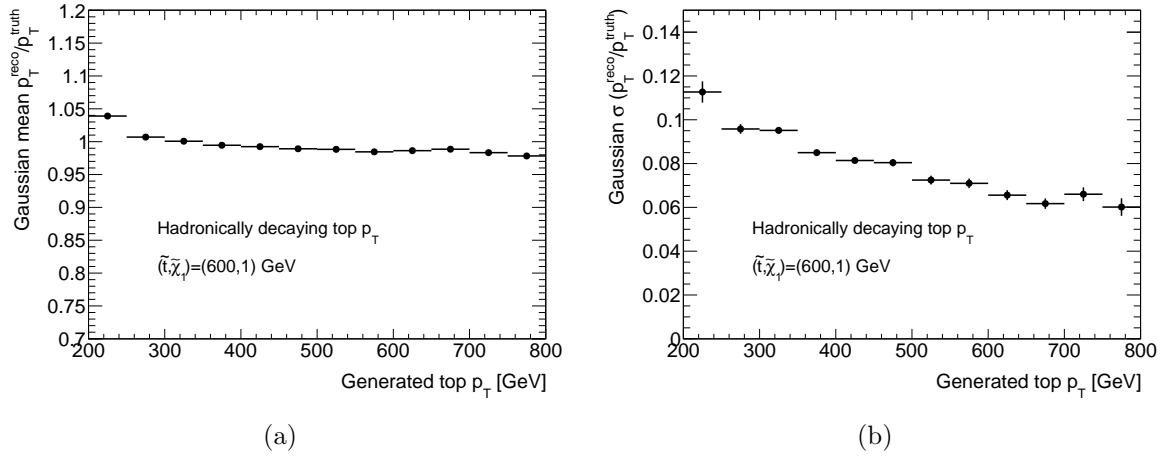 Gaussian mean p_T^reco/p_T^truth
1.2
1.15
1.1
1.05
1
0.95
0.9
0.85
0.8
0.75
0.7
Hadronically decaying top p_T
(t̃,χ̃_1)=(600,1) GeV
200 300 400 500 600 700 800
Generated top p_T [GeV]
(a)
Gaussian σ (p_T^reco/p_T^truth)
0.14
0.12
0.1
0.08
0.06
0.04
0.02
0
Hadronically decaying top p_T
(t̃,χ̃_1)=(600,1) GeV
200 300 400 500 600 700 800
Generated top p_T [GeV]
(b)